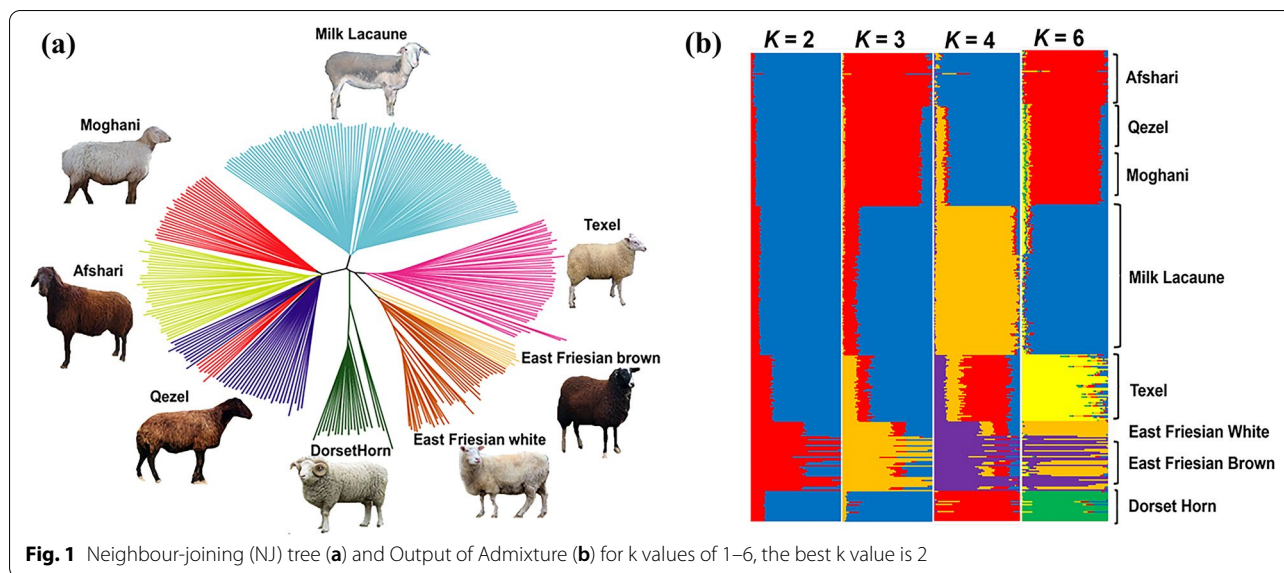 (a)
Milk Lacaune
Moghani
Texel
Afshari
East Friesian brown
Qezel
East Friesian white
DorsetHorn
(b)
K = 2 K = 3 K = 4 K = 6
Afshari
Qezel
Moghani
Milk Lacaune
Texel
East Friesian White
East Friesian Brown
Dorset Horn
Fig. 1 Neighbour-joining (NJ) tree (a) and Output of Admixture (b) for k values of 1–6, the best k value is 2